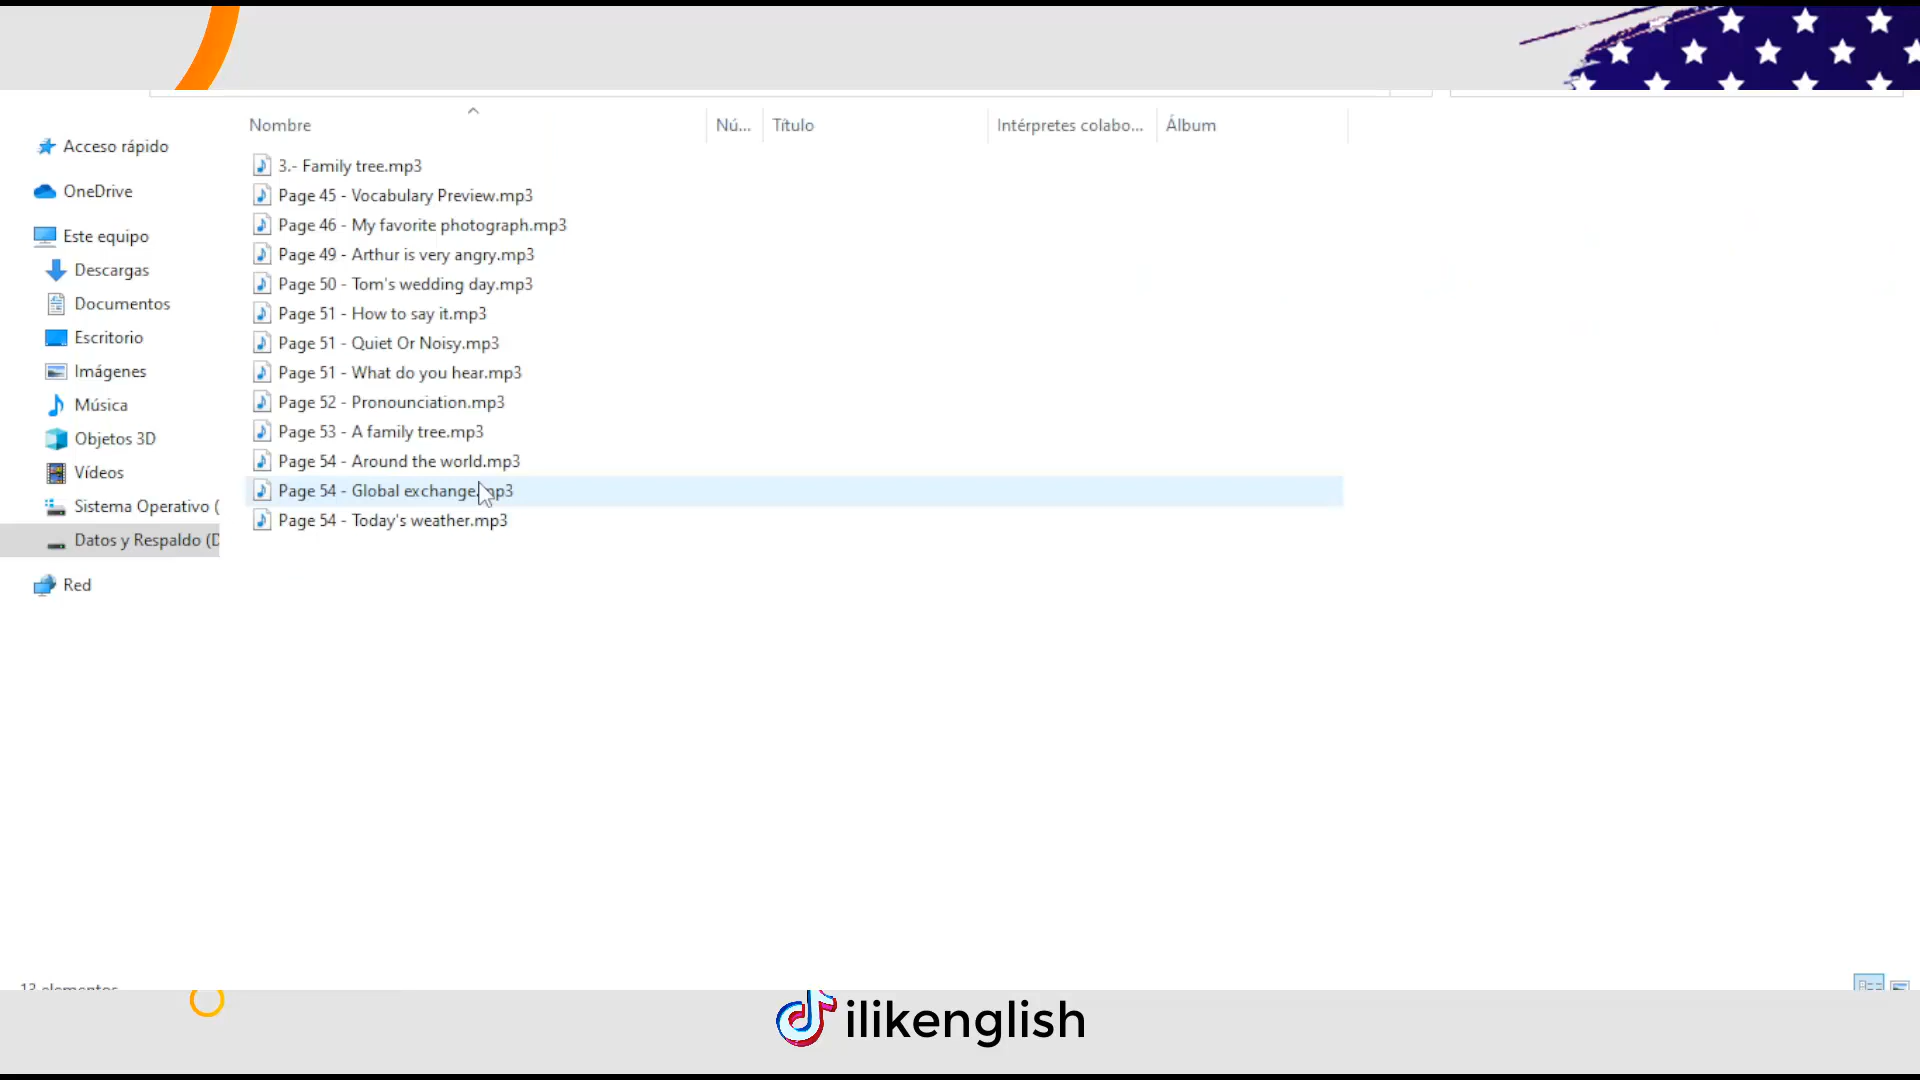 Nombre
Nú...
Título
Intérpretes colabo...
Álbum
Acceso rápido
OneDrive
Este equipo
Descargas
Documentos
Escritorio
Imágenes
Música
Objetos 3D
Vídeos
Sistema Operativo (
Datos y Respaldo (D
Red
3.- Family tree.mp3
Page 45 - Vocabulary Preview.mp3
Page 46 - My favorite photograph.mp3
Page 49 - Arthur is very angry.mp3
Page 50 - Tom's wedding day.mp3
Page 51 - How to say it.mp3
Page 51 - Quiet Or Noisy.mp3
Page 51 - What do you hear.mp3
Page 52 - Pronounciation.mp3
Page 53 - A family tree.mp3
Page 54 - Around the world.mp3
Page 54 - Global exchange.mp3
Page 54 - Today's weather.mp3
13 elementos
ilikenglish